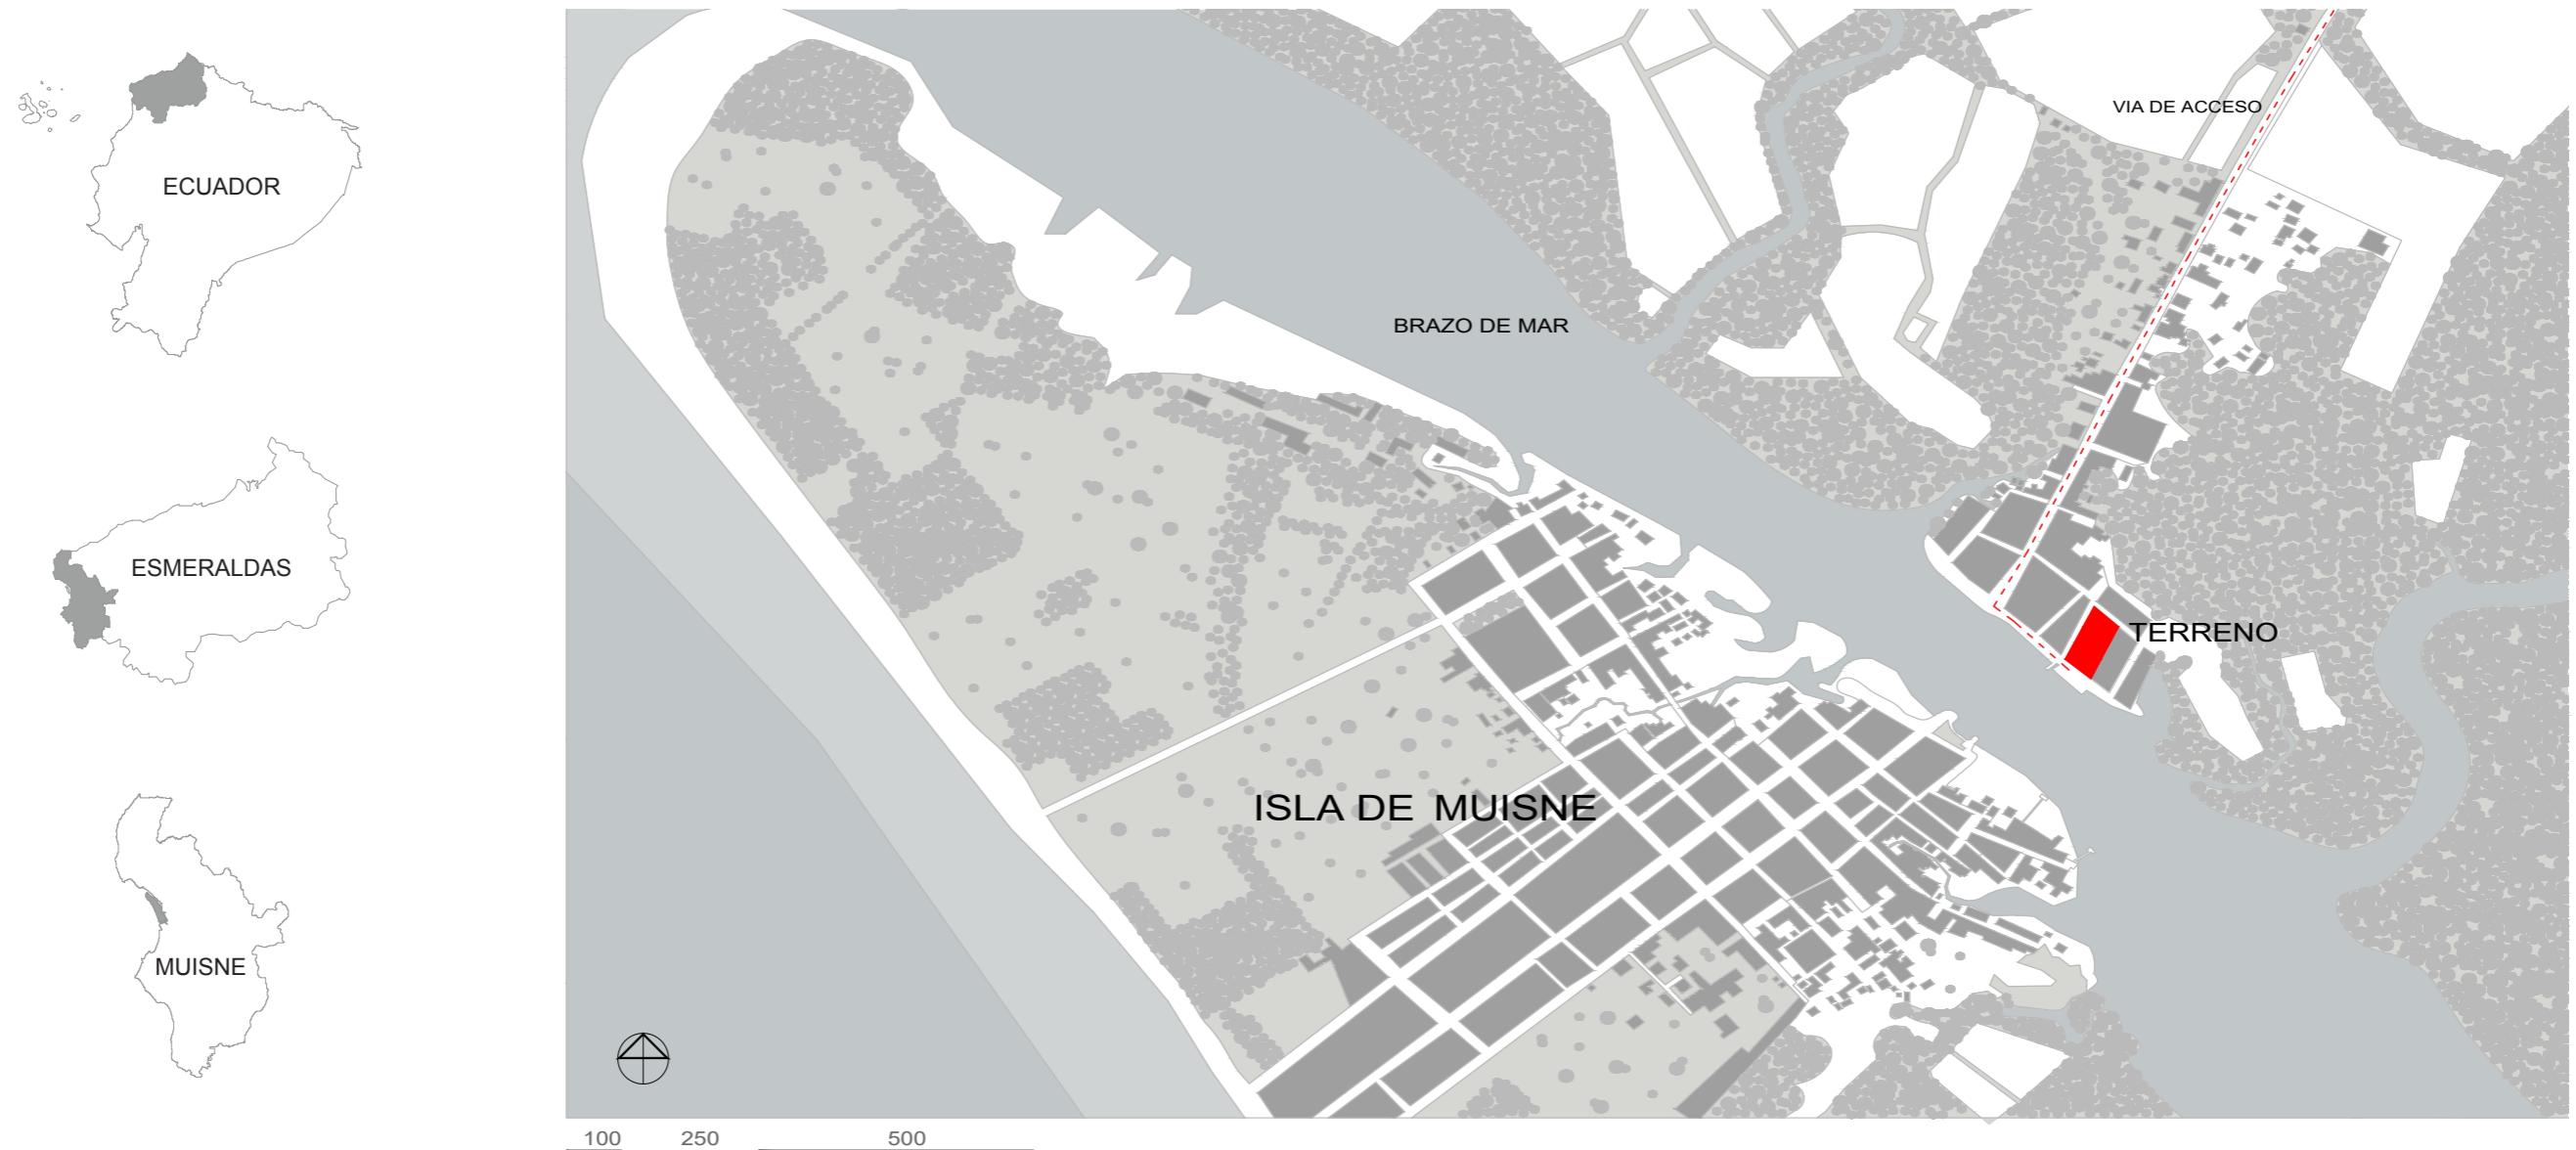 ECUADOR
ESMERALDAS
MUISNE
VIA DE ACCESO
BRAZO DE MAR
TERRENO
ISLA DE MUISNE
100 250 500